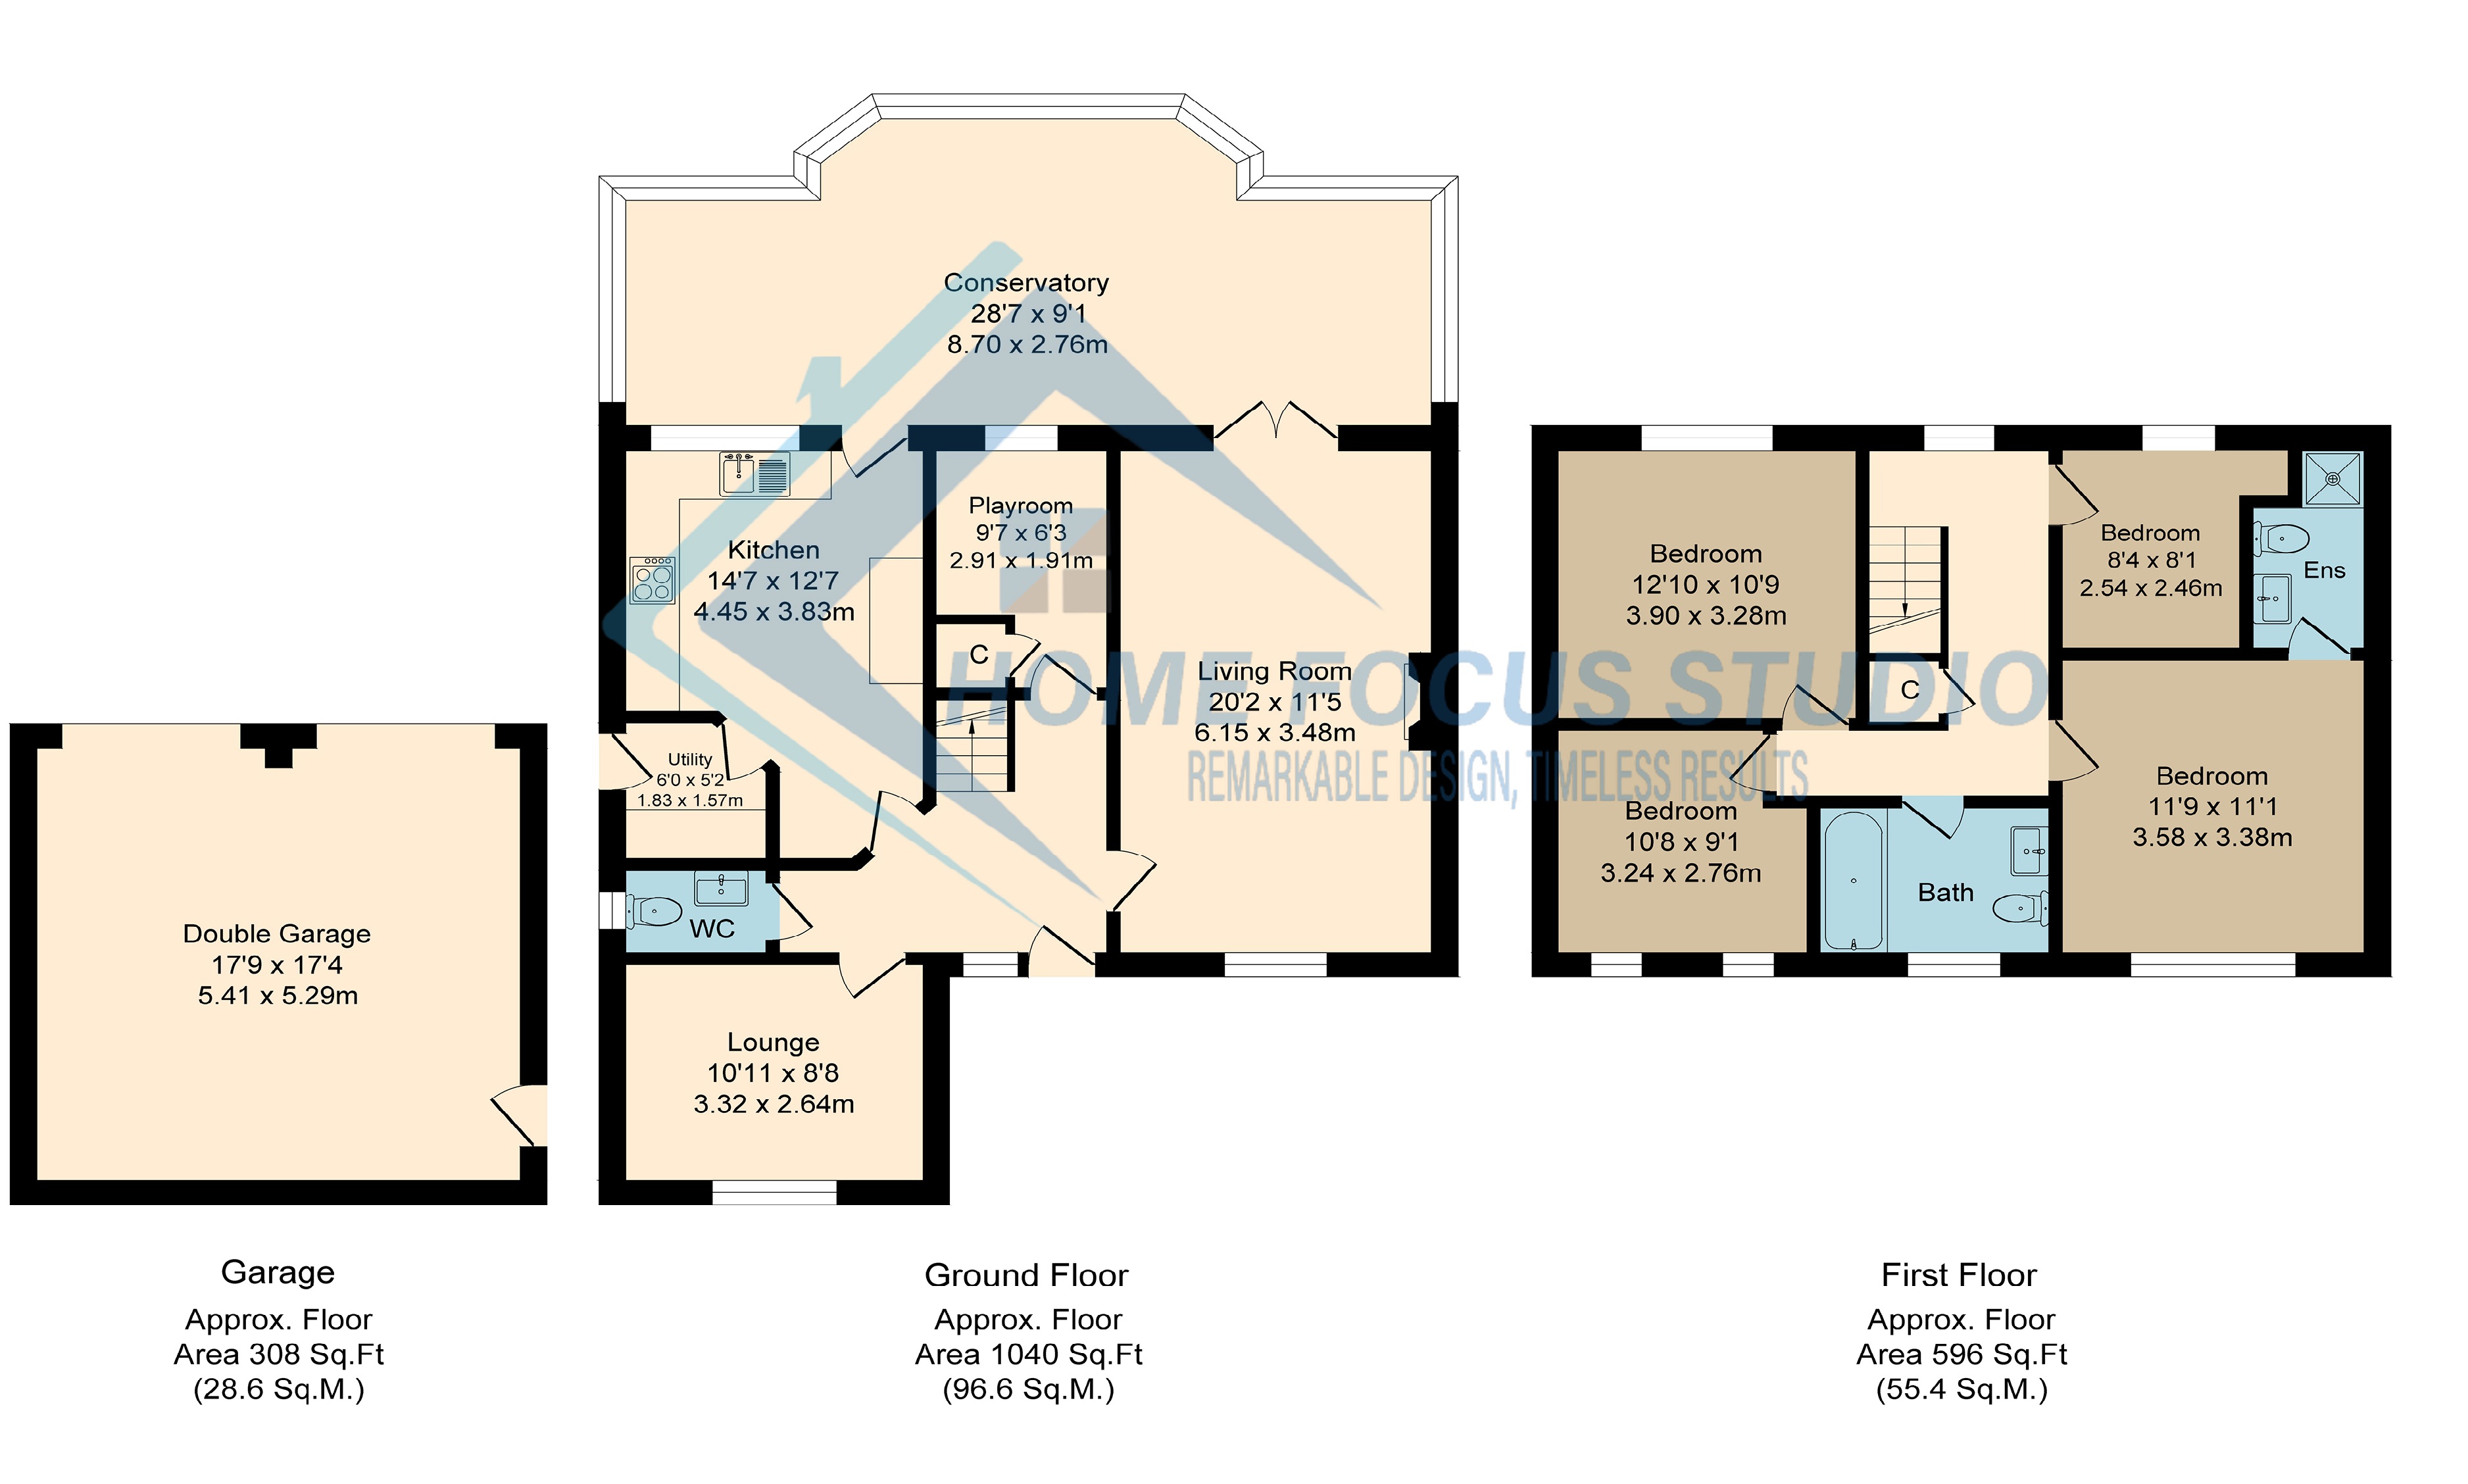 Conservatory
28'7 x 9'1
8.70 x 2.76m
Kitchen
14'7 x 12'7
4.45 x 3.83m
Playroom
9'7 x 6'3
2.91 x 1.91m
C
Living Room
20'2 x 11'5
6.15 x 3.48m
Utility
6'0 x 5'2
1.83 x 1.57m
WC
Lounge
10'11 x 8'8
3.32 x 2.64m
Double Garage
17'9 x 17'4
5.41 x 5.29m
Bedroom
12'10 x 10'9
3.90 x 3.28m
Bedroom
8'4 x 8'1
2.54 x 2.46m
Ens
C
Bedroom
10'8 x 9'1
3.24 x 2.76m
Bath
Bedroom
11'9 x 11'1
3.58 x 3.38m
HOME FOCUS STUDIO
REMARKABLE DESIGN, TIMELESS RESULTS
Garage
Approx. Floor
Area 308 Sq.Ft
(28.6 Sq.M.)
Ground Floor
Approx. Floor
Area 1040 Sq.Ft
(96.6 Sq.M.)
First Floor
Approx. Floor
Area 596 Sq.Ft
(55.4 Sq.M.)